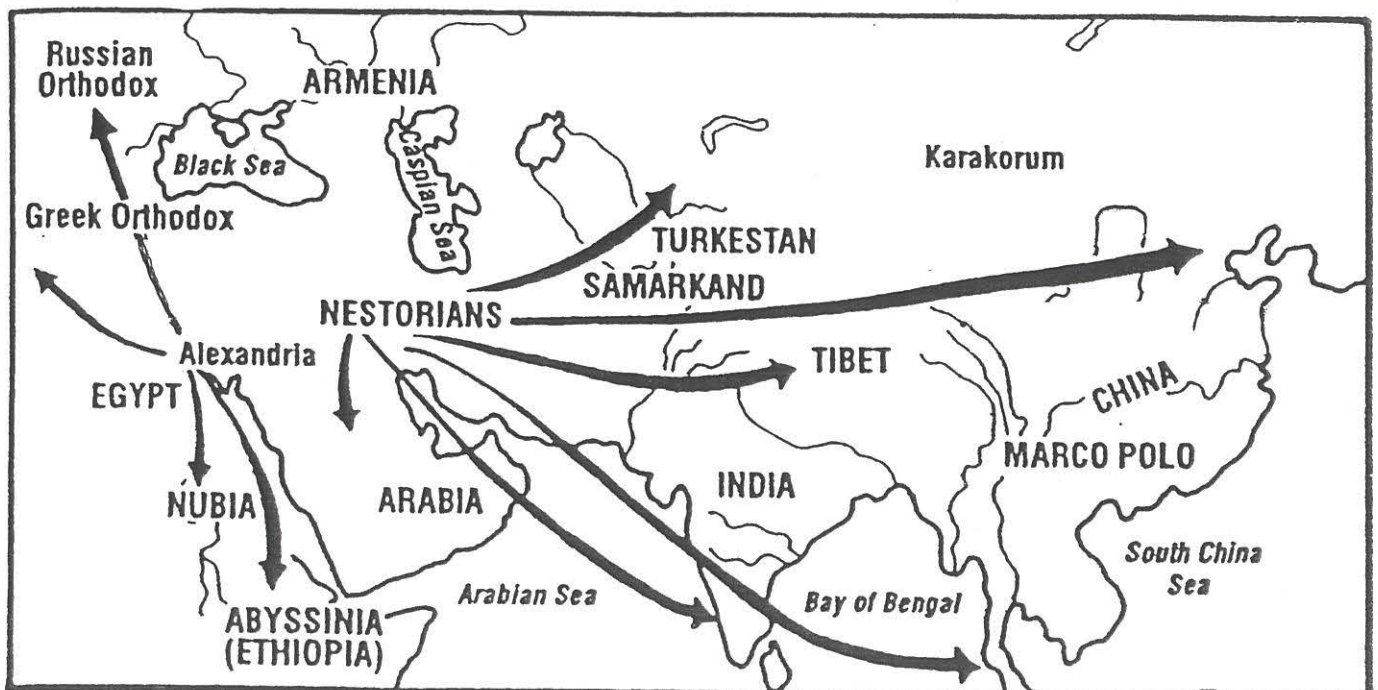 Russian
Orthodox
ARMENIA
Black Sea
Caspian Sea
Karakorum
Greek Orthodox
TURKESTAN
SAMARKAND
NESTORIANS
Alexandria
TIBET
EGYPT
CHINA
MARCO POLO
NUBIA
ARABIA
INDIA
South China
Sea
Arabian Sea
Bay of Bengal
ABYSSINIA
(ETHIOPIA)